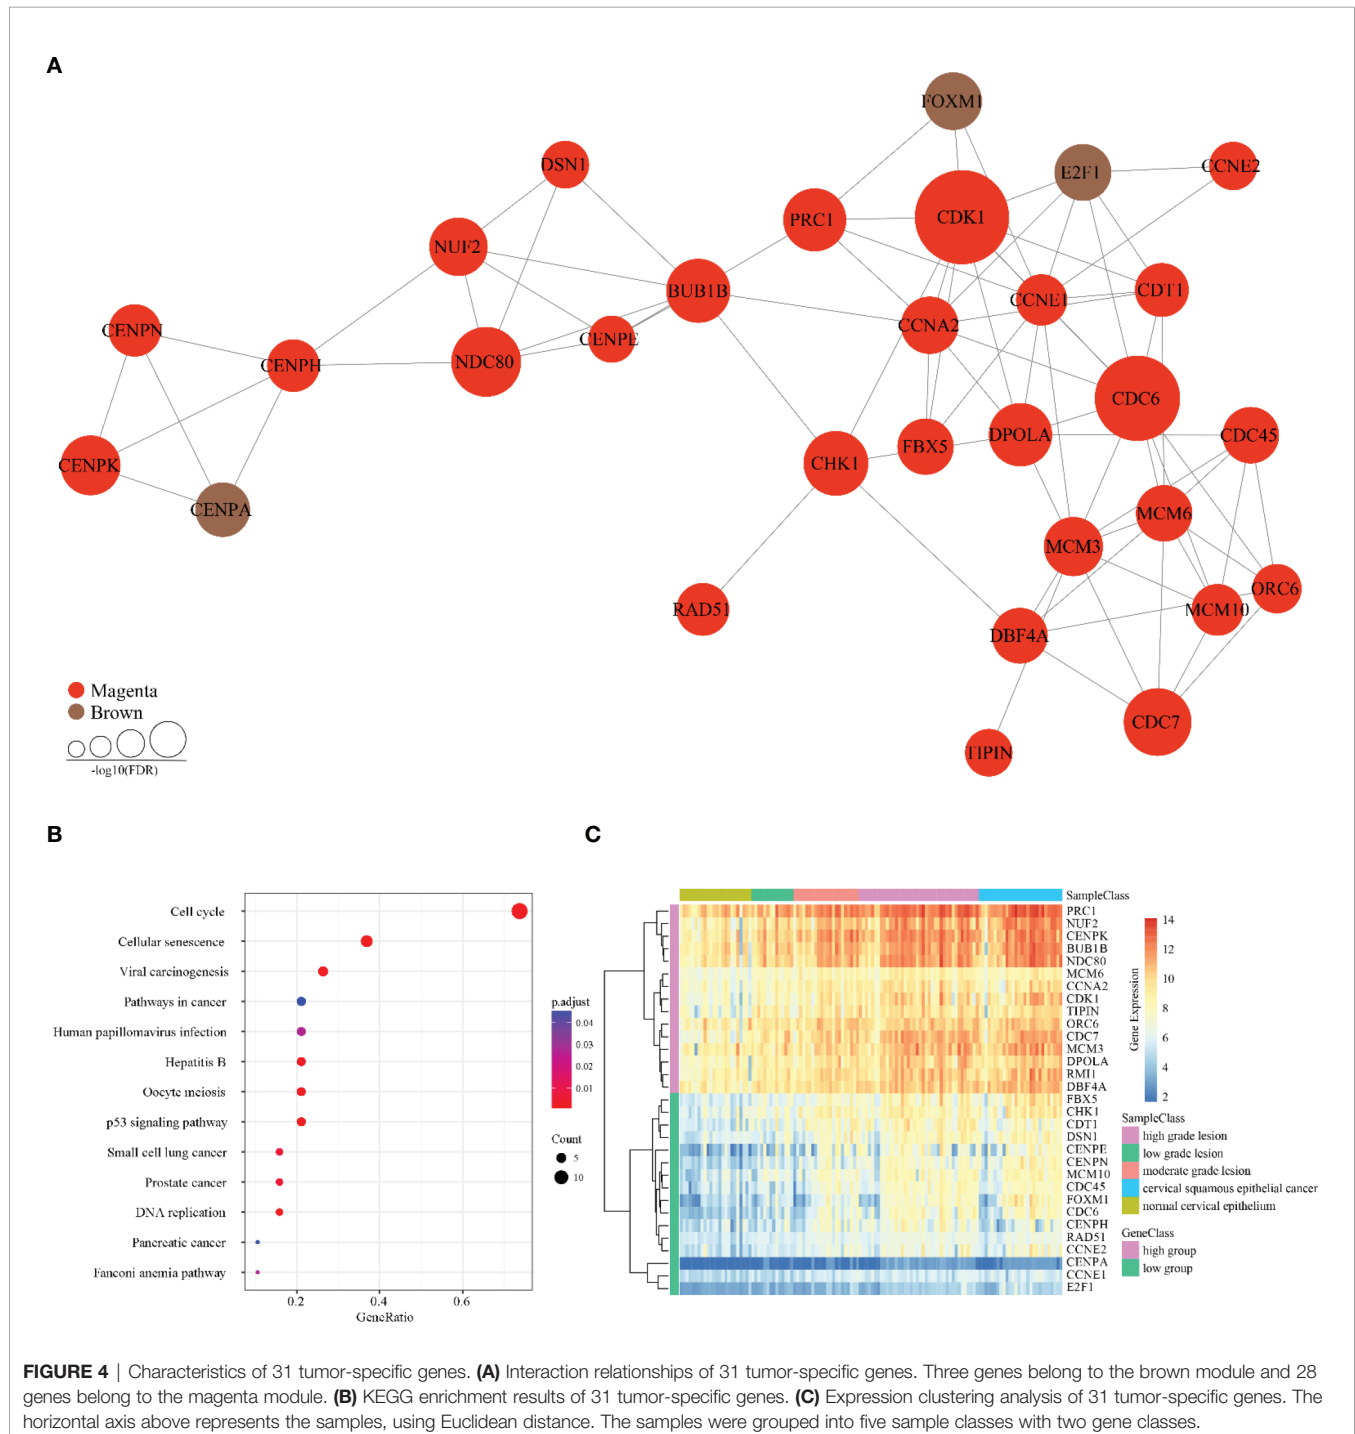 A
FOXM1
DSN1
E2F1
CCNE2
PRC1
CDK1
NUF2
BUB1B
CCNE1
CDT1
CENPN
CENPE
CCNA2
CENPH
NDC80
CDC6
CENPK
CHK1
FBX5
DPOLA
CDC45
CENPA
MCM6
MCM3
RAD51
DBF4A
MCM10
ORC6
CDC7
TIPIN
Magenta
Brown
-log10(FDR)
B
Cell cycle
Cellular senescence
Viral carcinogenesis
Pathways in cancer
Human papillomavirus infection
Hepatitis B
Oocyte meiosis
p53 signaling pathway
Small cell lung cancer
Prostate cancer
DNA replication
Pancreatic cancer
Fanconi anemia pathway
0.2 0.4 0.6
GeneRatio
p.adjust
0.04
0.03
0.02
0.01
Count
5
10
C
SampleClass
PRC1
NUF2
CENPK
BUB1B
NDC80
MCM6
CCNA2
CDK1
TIPIN
ORC6
CDC7
MCM3
DPOLA
RMI1
DBF4A
FBX5
CHK1
CDT1
DSN1
CENPE
CENPN
MCM10
CDC45
FOXM1
CDC6
CENPH
RAD51
CCNE2
CENPA
CCNE1
E2F1
Gene Expression
14
12
10
8
6
4
2
SampleClass
high grade lesion
low grade lesion
moderate grade lesion
cervical squamous epithelial cancer
normal cervical epithelium
GeneClass
high group
low group
FIGURE 4 | Characteristics of 31 tumor-specific genes. (A) Interaction relationships of 31 tumor-specific genes. Three genes belong to the brown module and 28
genes belong to the magenta module. (B) KEGG enrichment results of 31 tumor-specific genes. (C) Expression clustering analysis of 31 tumor-specific genes. The
horizontal axis above represents the samples, using Euclidean distance. The samples were grouped into five sample classes with two gene classes.